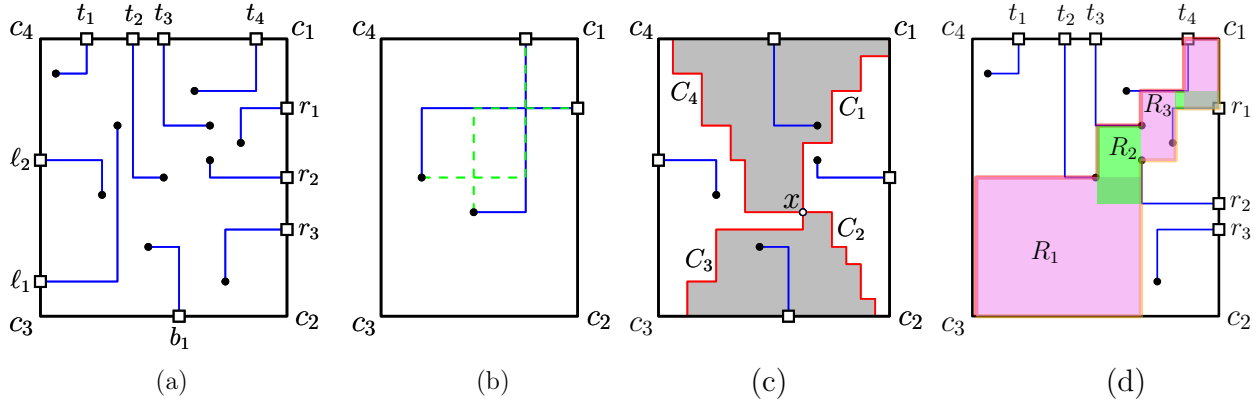 c₄ t₁ t₂ t₃ t₄ c₁
ℓ₂ r₁
r₂
r₃
ℓ₁
c₃ b₁ c₂
(a)
c₄ c₁
c₃ c₂
(b)
c₄ c₁
C₄ C₁
x
C₃ C₂
c₃ c₂
(c)
c₄ t₁ t₂ t₃ t₄ c₁
R₃ r₁
R₂
r₂
R₁ r₃
c₃ c₂
(d)